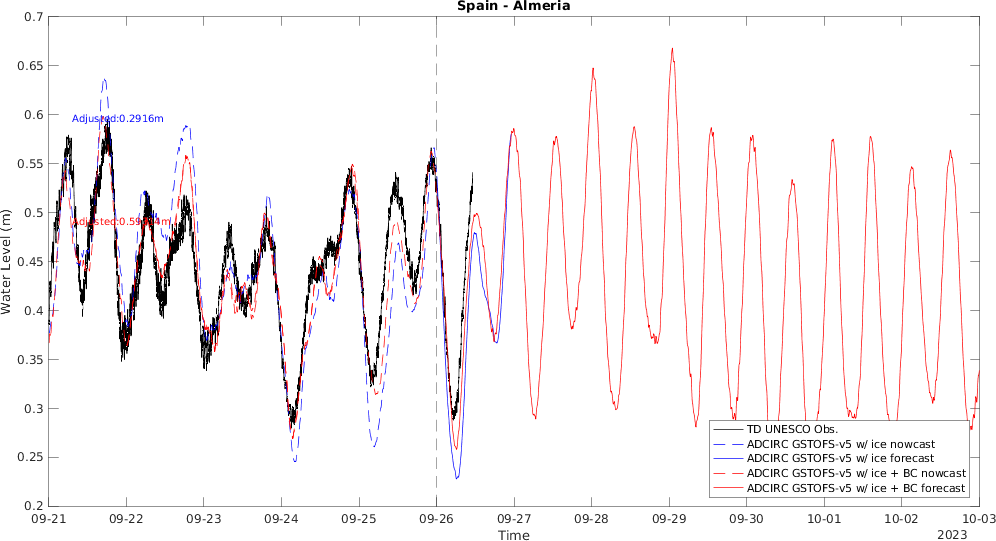 Spain - Almeria
0.7
0.65
0.6
0.55
0.5
0.45
0.4
0.35
0.3
0.25
0.2
Water Level (m)
Adjusted:0.2916m
TD UNESCO Obs.
ADCIRC GSTOFS-v5 w/ ice nowcast
ADCIRC GSTOFS-v5 w/ ice forecast
ADCIRC GSTOFS-v5 w/ ice + BC nowcast
ADCIRC GSTOFS-v5 w/ ice + BC forecast
09-21 09-22 09-23 09-24 09-25 09-26 09-27 09-28 09-29 09-30 10-01 10-02 10-03
Time
2023